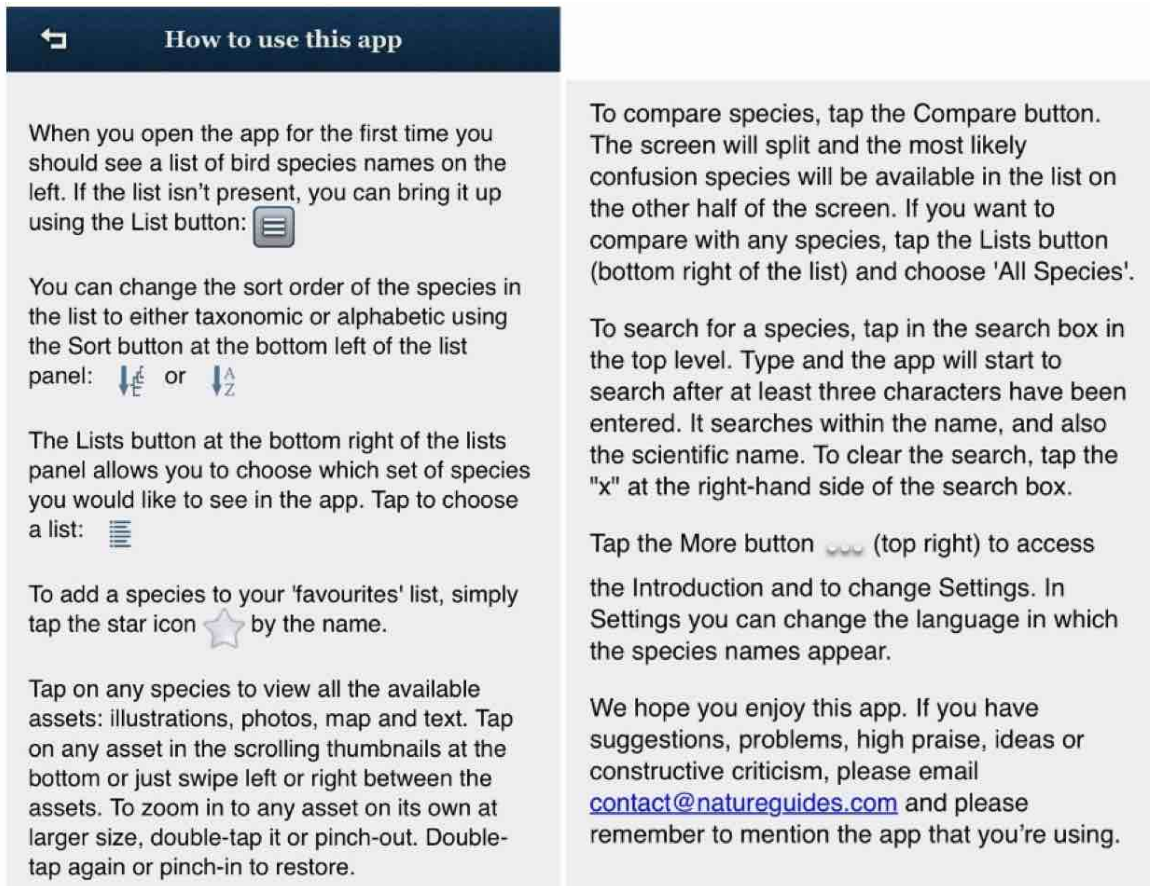 How to use this app
When you open the app for the first time you
should see a list of bird species names on the
left. If the list isn't present, you can bring it up
using the List button:
You can change the sort order of the species in
the list to either taxonomic or alphabetic using
the Sort button at the bottom left of the list
panel: or A Z
The Lists button at the bottom right of the lists
panel allows you to choose which set of species
you would like to see in the app. Tap to choose
a list:
To add a species to your 'favourites' list, simply
tap the star icon by the name.
Tap on any species to view all the available
assets: illustrations, photos, map and text. Tap
on any asset in the scrolling thumbnails at the
bottom or just swipe left or right between the
assets. To zoom in to any asset on its own at
larger size, double-tap it or pinch-out. Double-
tap again or pinch-in to restore.
To compare species, tap the Compare button.
The screen will split and the most likely
confusion species will be available in the list on
the other half of the screen. If you want to
compare with any species, tap the Lists button
(bottom right of the list) and choose 'All Species'.
To search for a species, tap in the search box in
the top level. Type and the app will start to
search after at least three characters have been
entered. It searches within the name, and also
the scientific name. To clear the search, tap the
"x" at the right-hand side of the search box.
Tap the More button ... (top right) to access
the Introduction and to change Settings. In
Settings you can change the language in which
the species names appear.
We hope you enjoy this app. If you have
suggestions, problems, high praise, ideas or
constructive criticism, please email
contact@natureguides.com and please
remember to mention the app that you're using.